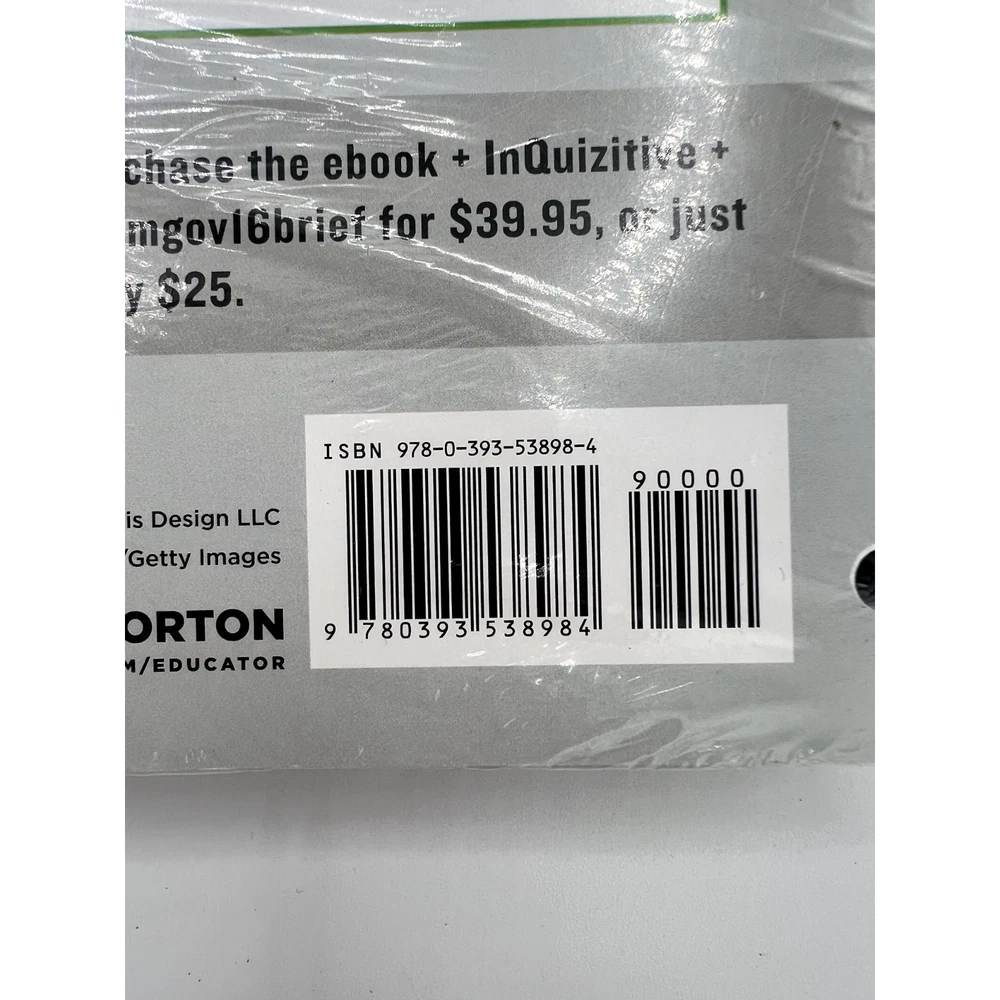 chase the ebook + InQuizitive +
mgov16brief for $39.95, or just
y $25.
ISBN 978-0-393-53898-4
90000
is Design LLC
/Getty Images
9 780393 538984
ORTON
M/EDUCATOR